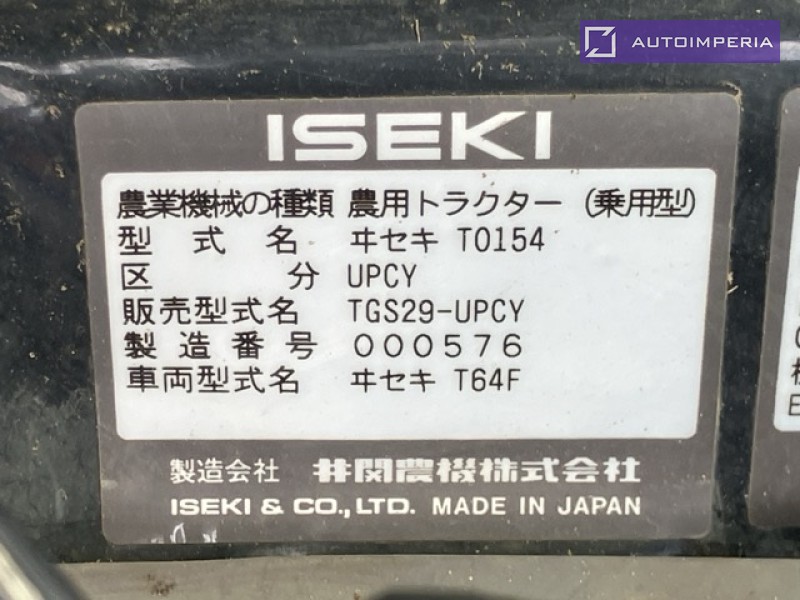 AUTOIMPERIA
ISEKI
農業機械の種類 農用トラクター (乗用型)
型式名 ヰセキ T0154
区分 UPCY
販売型式名 TGS29-UPCY
製造番号 000576
車両型式名 ヰセキ T64F
製造会社 井関農機株式会社
ISEKI & CO.,LTD. MADE IN JAPAN